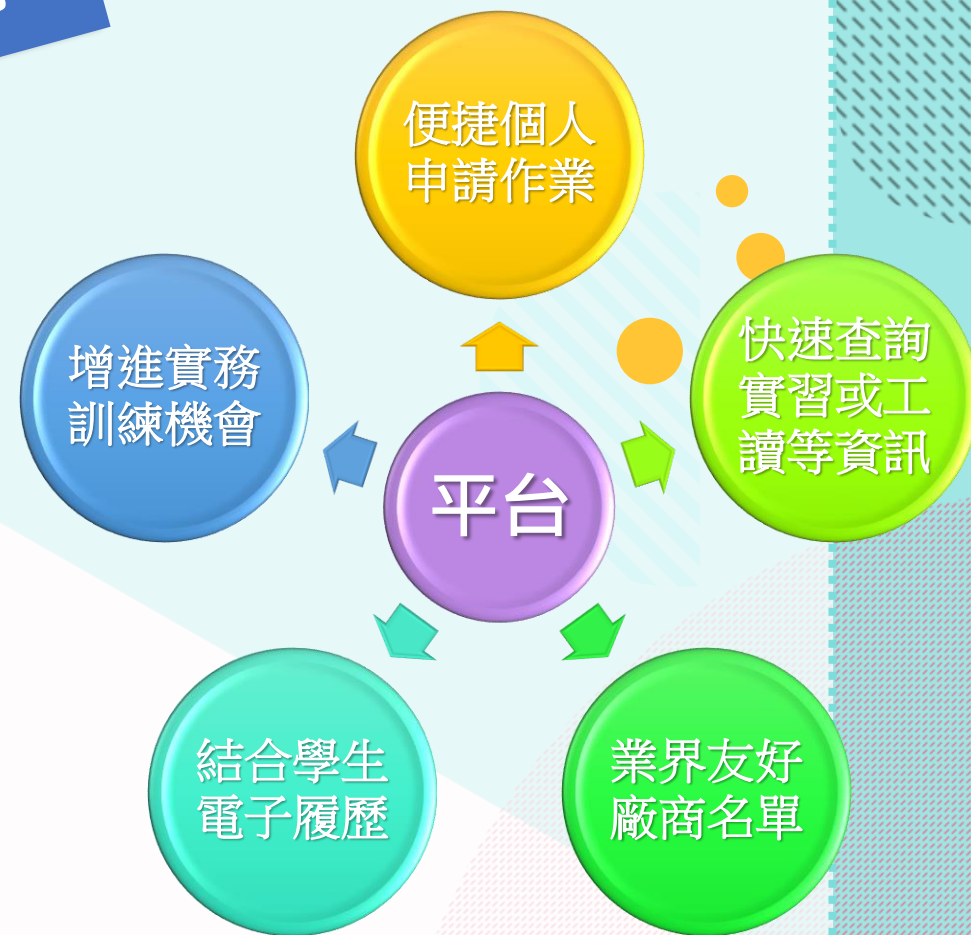 便捷個人
申請作業
快速查詢
實習或工
讀等資訊
業界友好
廠商名單
結合學生
電子履歷
增進實務
訓練機會
平台